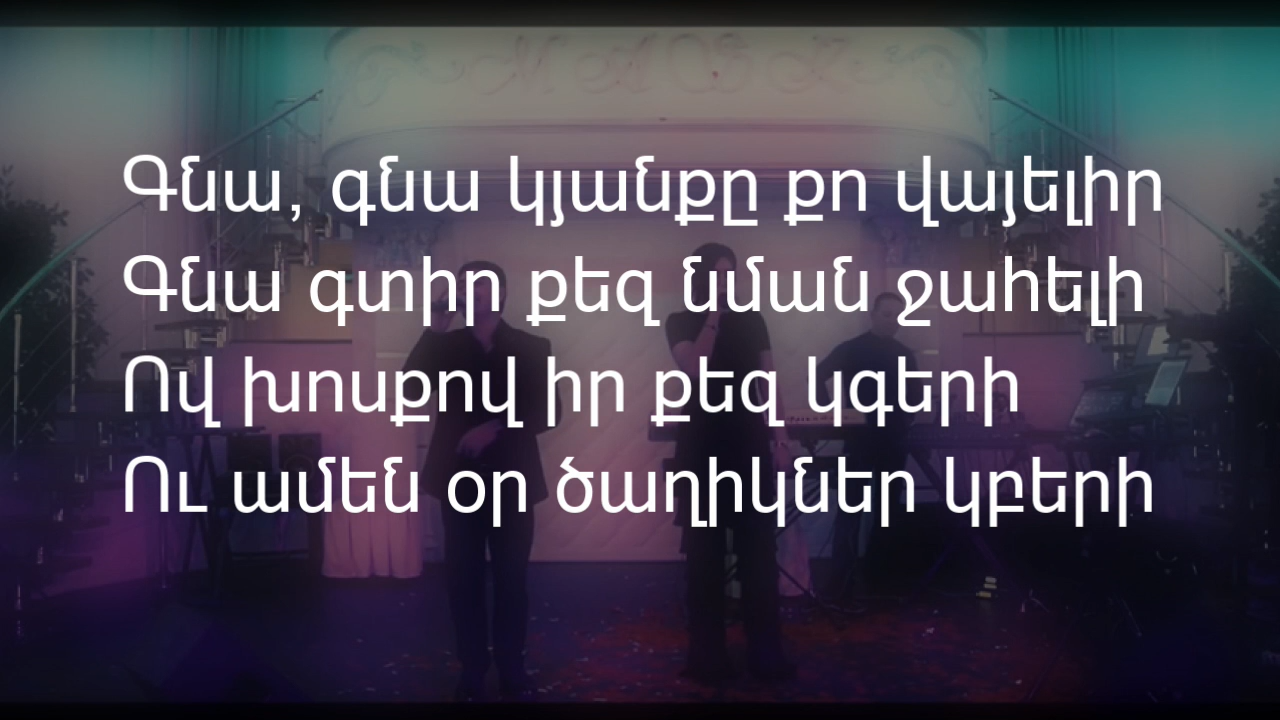 Գնա, գնա կյանքը քո վայելիր
Գնա գտիր քեզ նման ջահելի
Ով խոսքով իր քեզ կգերի
Ու ամեն օր ծաղիկներ կբերի